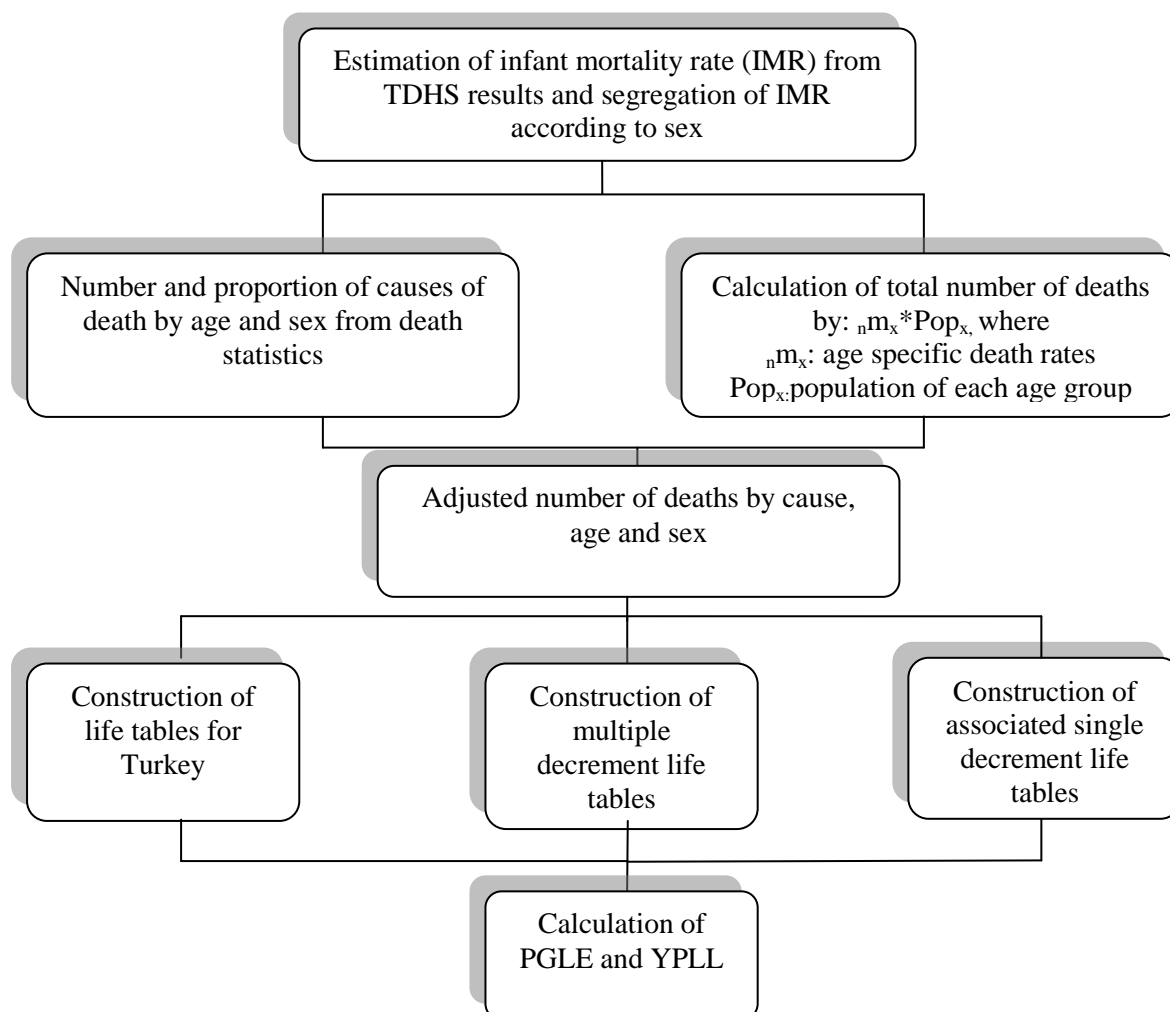 Estimation of infant mortality rate (IMR) from
TDHS results and segregation of IMR
according to sex
Number and proportion of causes of
death by age and sex from death
statistics
Calculation of total number of deaths
by: ₙmₓ*Popₓ, where
ₙmₓ: age specific death rates
Popₓ:population of each age group
Adjusted number of deaths by cause,
age and sex
Construction of
life tables for
Turkey
Construction of
multiple
decrement life
tables
Construction of
associated single
decrement life
tables
Calculation of
PGLE and YPLL